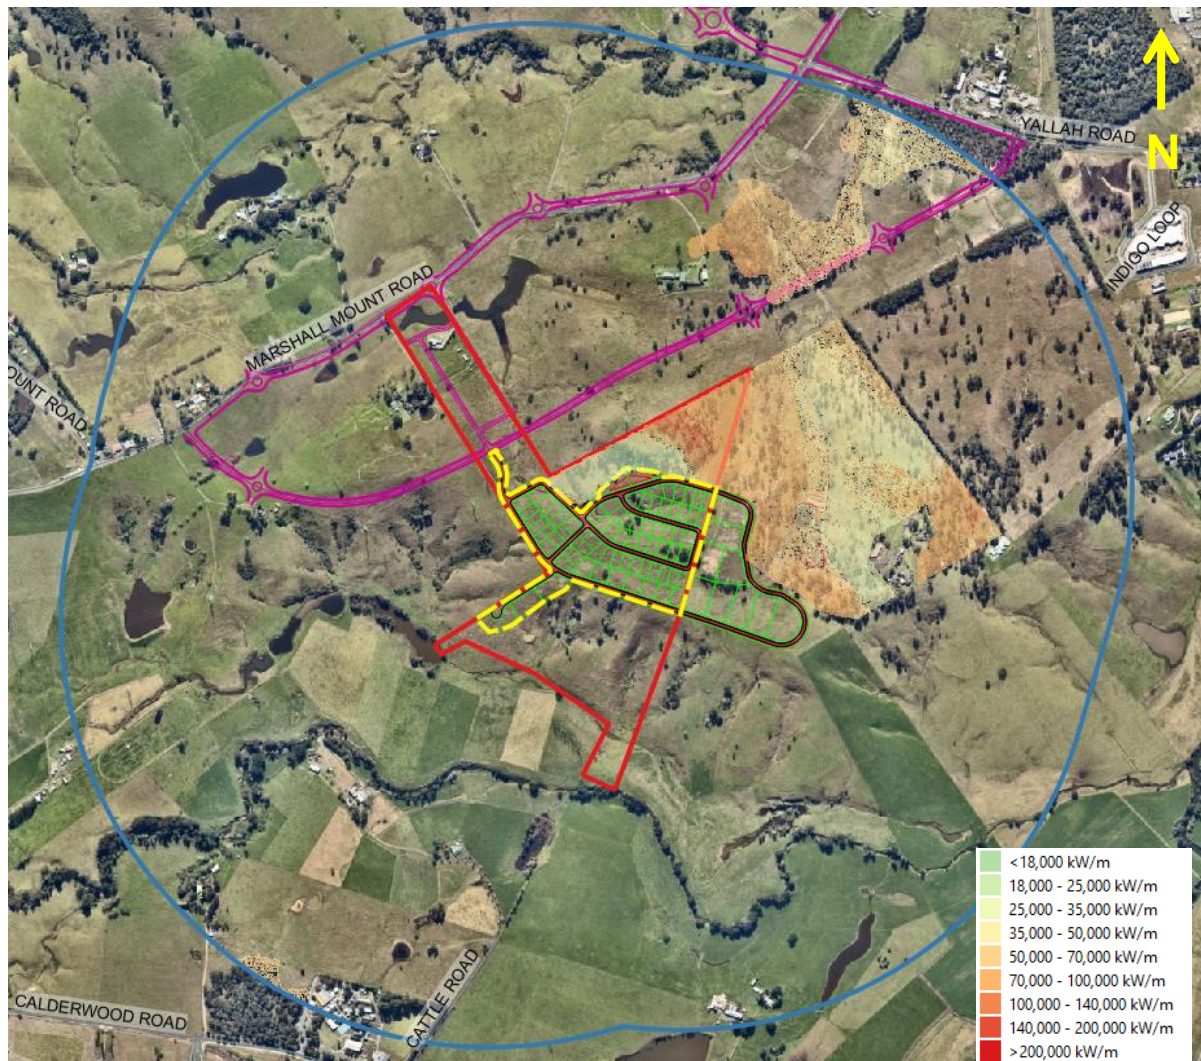 YALLAH ROAD
N
INDIGO LOOP
MARSHALL MOUNT ROAD
OUNT ROAD
<18,000 kW/m
18,000 - 25,000 kW/m
25,000 - 35,000 kW/m
35,000 - 50,000 kW/m
50,000 - 70,000 kW/m
70,000 - 100,000 kW/m
100,000 - 140,000 kW/m
140,000 - 200,000 kW/m
>200,000 kW/m
CALDERWOOD ROAD
CATTLE ROAD